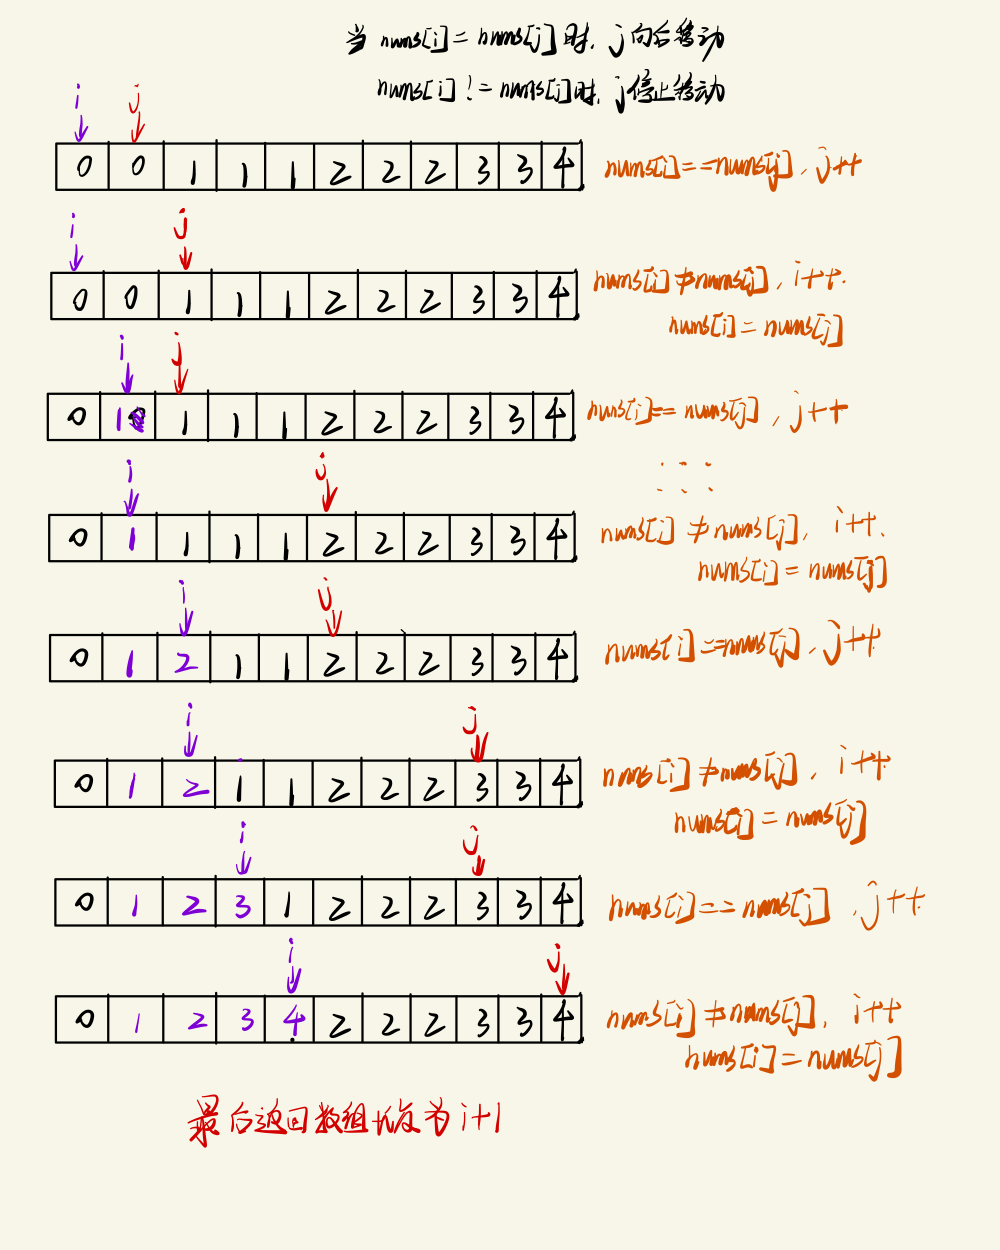 当 nums[i] = nums[j] 时, j 向后移动
nums[i] != nums[j] 时, j 停止移动
i j
0 0 1 1 1 2 2 2 3 3 4 nums[i]==nums[j], j++
i j
0 0 1 1 1 2 2 2 3 3 4 nums[i]≠nums[j], i++.
nums[i]=nums[j]
i j
0 1 1 1 1 2 2 2 3 3 4 nums[i]==nums[j], j++
......
i j
0 1 1 1 1 2 2 2 3 3 4 nums[i]≠nums[j], i++.
nums[i]=nums[j]
i j
0 1 2 1 1 2 2 2 3 3 4 nums[i]==nums[j], j++
i j
0 1 2 1 1 2 2 2 3 3 4 nums[i]≠nums[j], i++
nums[i]=nums[j]
i j
0 1 2 3 1 2 2 2 3 3 4 nums[i]==nums[j], j++
i j
0 1 2 3 4 2 2 2 3 3 4 nums[i]≠nums[j], i++
nums[i]=nums[j]
最后返回数组长度为 i+1